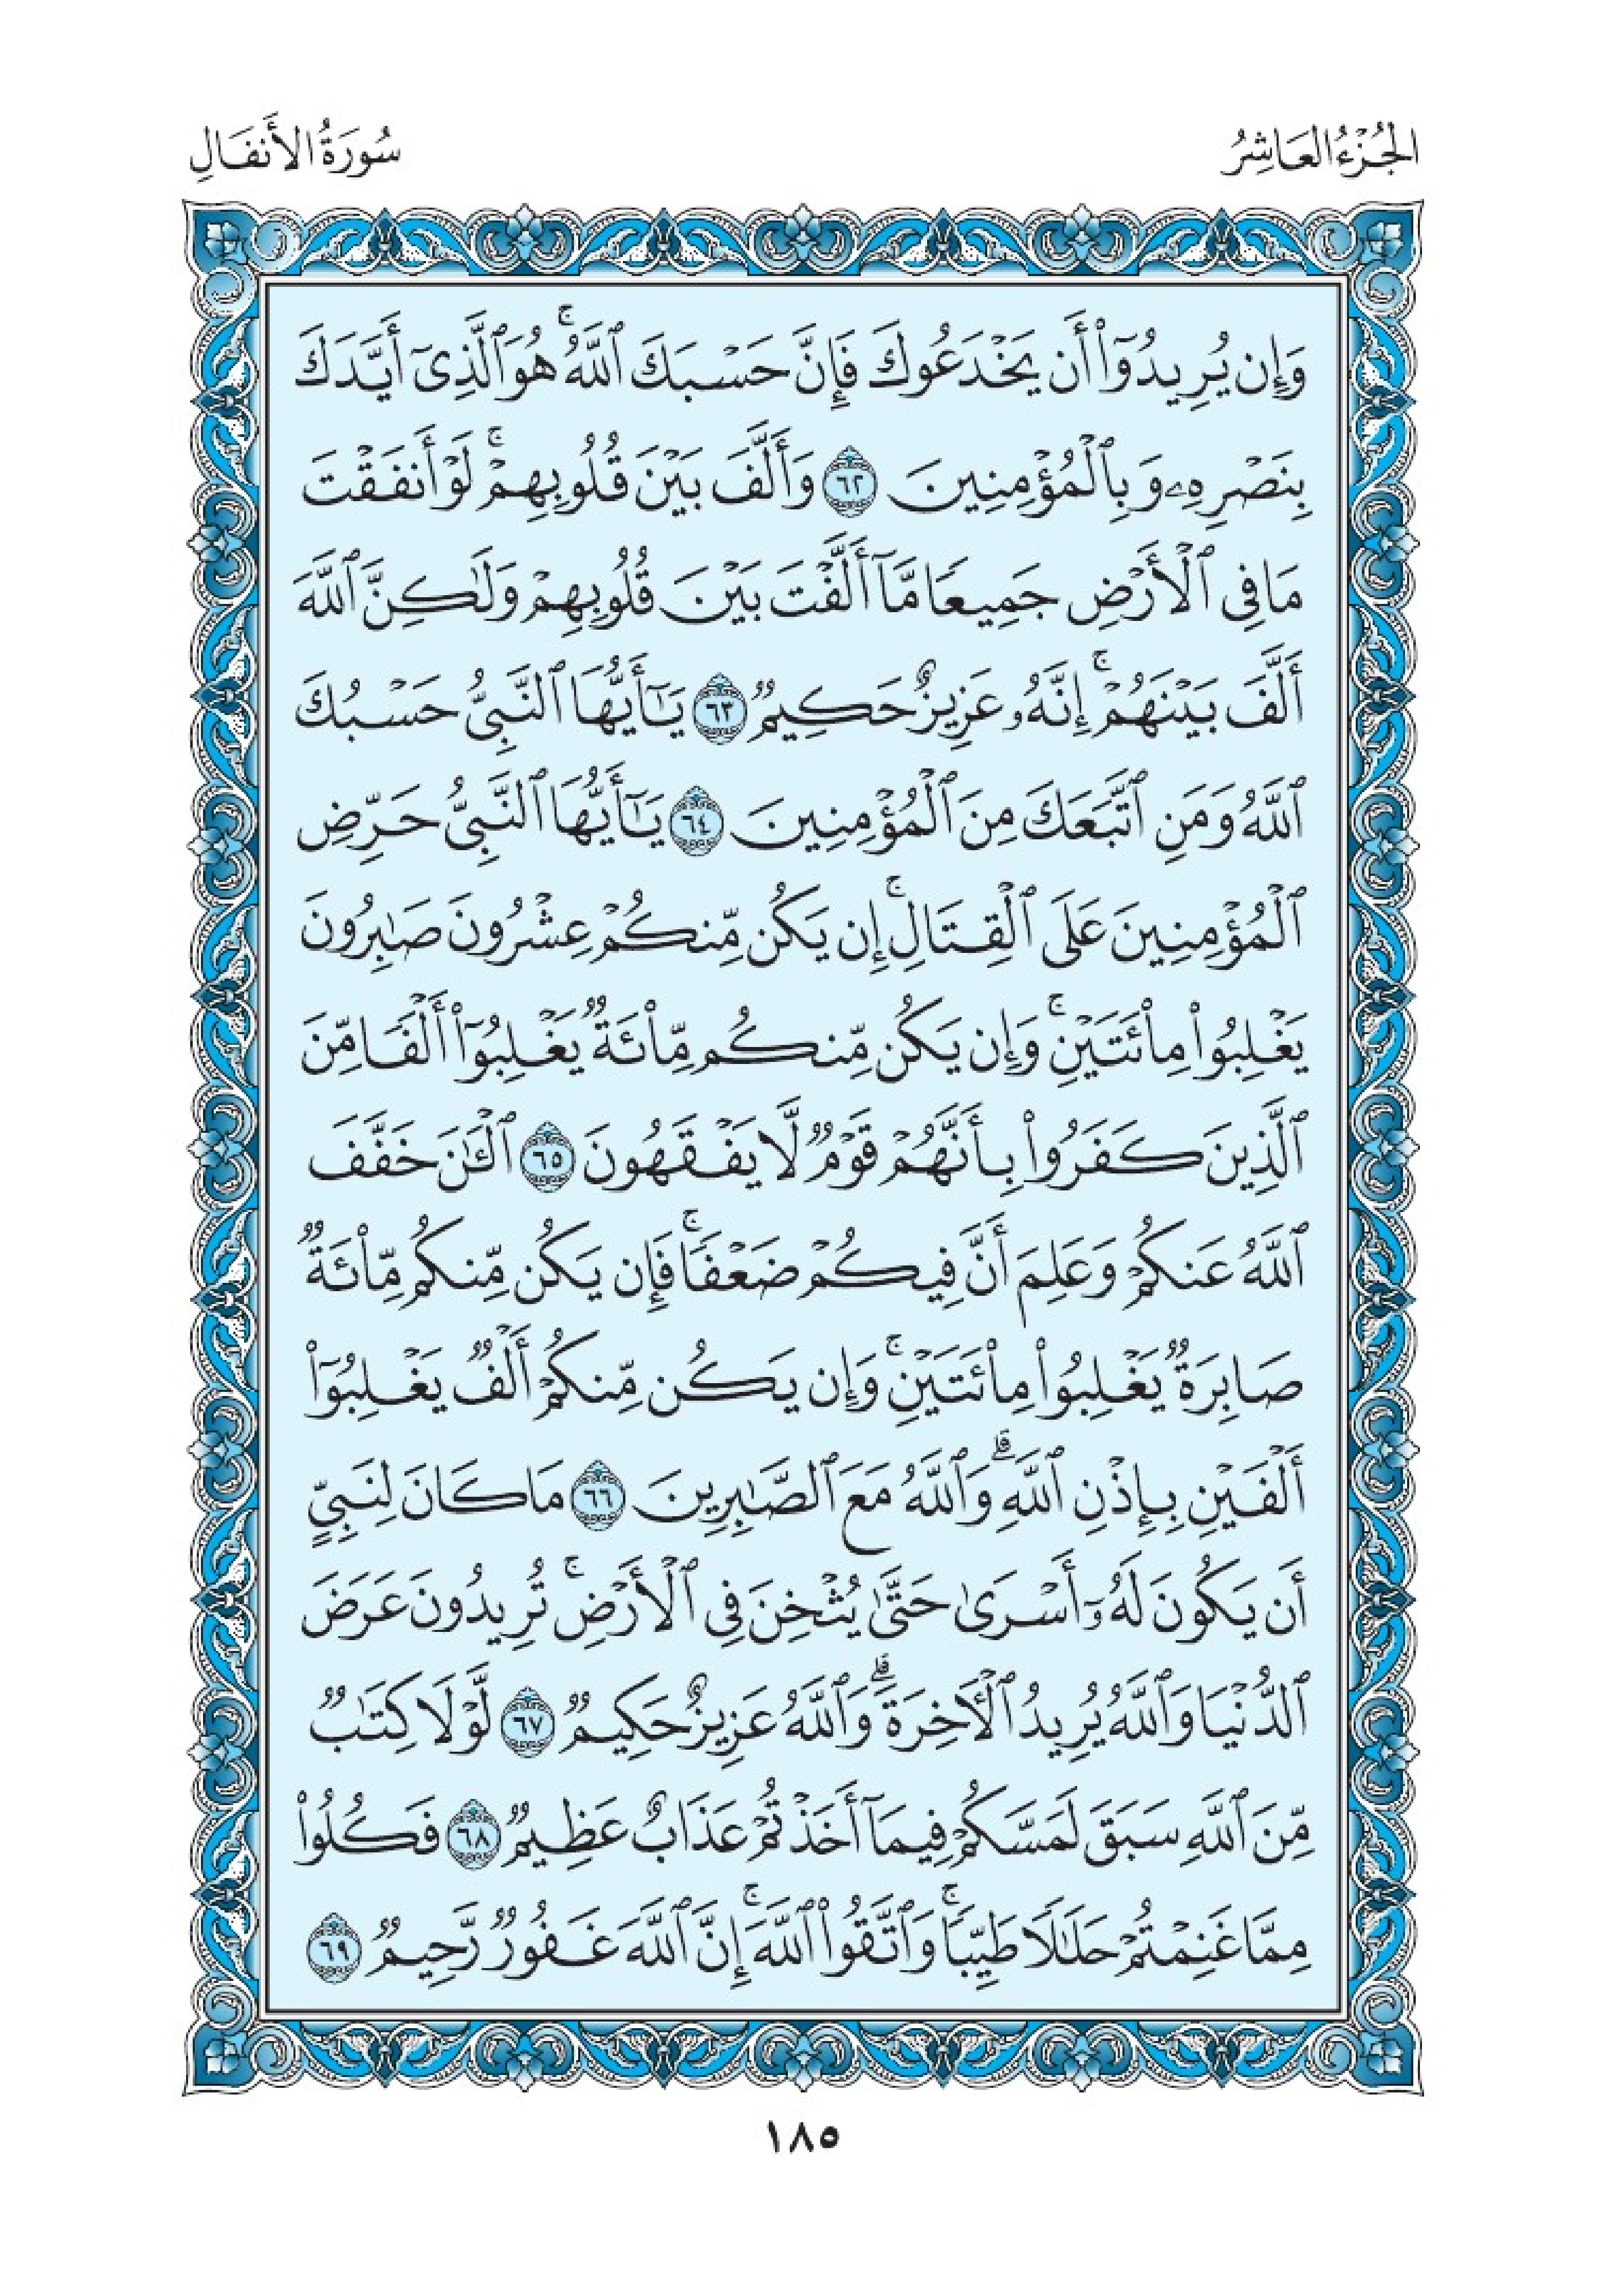 الجُزْءُ العَاشِرُ
سُورَةُ الأَنفَالِ
وَإِن يُرِيدُوٓا۟ أَن يَخْدَعُوكَ فَإِنَّ حَسْبَكَ ٱللَّهُ ۚ هُوَ ٱلَّذِىٓ أَيَّدَكَ
بِنَصْرِهِۦ وَبِٱلْمُؤْمِنِينَ ٦٢ وَأَلَّفَ بَيْنَ قُلُوبِهِمْ ۚ لَوْ أَنفَقْتَ
مَا فِى ٱلْأَرْضِ جَمِيعًا مَّآ أَلَّفْتَ بَيْنَ قُلُوبِهِمْ وَلَٰكِنَّ ٱللَّهَ
أَلَّفَ بَيْنَهُمْ ۚ إِنَّهُۥ عَزِيزٌ حَكِيمٌ ٦٣ يَٰٓأَيُّهَا ٱلنَّبِىُّ حَسْبُكَ
ٱللَّهُ وَمَنِ ٱتَّبَعَكَ مِنَ ٱلْمُؤْمِنِينَ ٦٤ يَٰٓأَيُّهَا ٱلنَّبِىُّ حَرِّضِ
ٱلْمُؤْمِنِينَ عَلَى ٱلْقِتَالِ ۚ إِن يَكُن مِّنكُمْ عِشْرُونَ صَٰبِرُونَ
يَغْلِبُوا۟ مِا۟ئَتَيْنِ ۚ وَإِن يَكُن مِّنكُم مِّا۟ئَةٌ يَغْلِبُوٓا۟ أَلْفًا مِّنَ
ٱلَّذِينَ كَفَرُوا۟ بِأَنَّهُمْ قَوْمٌ لَّا يَفْقَهُونَ ٦٥ ٱلْـَٰٔنَ خَفَّفَ
ٱللَّهُ عَنكُمْ وَعَلِمَ أَنَّ فِيكُمْ ضَعْفًا ۚ فَإِن يَكُن مِّنكُم مِّا۟ئَةٌ
صَابِرَةٌ يَغْلِبُوا۟ مِا۟ئَتَيْنِ ۚ وَإِن يَكُن مِّنكُمْ أَلْفٌ يَغْلِبُوٓا۟
أَلْفَيْنِ بِإِذْنِ ٱللَّهِ ۗ وَٱللَّهُ مَعَ ٱلصَّٰبِرِينَ ٦٦ مَا كَانَ لِنَبِىٍّ
أَن يَكُونَ لَهُۥٓ أَسْرَىٰ حَتَّىٰ يُثْخِنَ فِى ٱلْأَرْضِ ۚ تُرِيدُونَ عَرَضَ
ٱلدُّنْيَا وَٱللَّهُ يُرِيدُ ٱلْءَاخِرَةَ ۗ وَٱللَّهُ عَزِيزٌ حَكِيمٌ ٦٧ لَّوْلَا كِتَٰبٌ
مِّنَ ٱللَّهِ سَبَقَ لَمَسَّكُمْ فِيمَآ أَخَذْتُمْ عَذَابٌ عَظِيمٌ ٦٨ فَكُلُوا۟
مِمَّا غَنِمْتُمْ حَلَٰلًا طَيِّبًا ۚ وَٱتَّقُوا۟ ٱللَّهَ ۚ إِنَّ ٱللَّهَ غَفُورٌ رَّحِيمٌ ٦٩
١٨٥